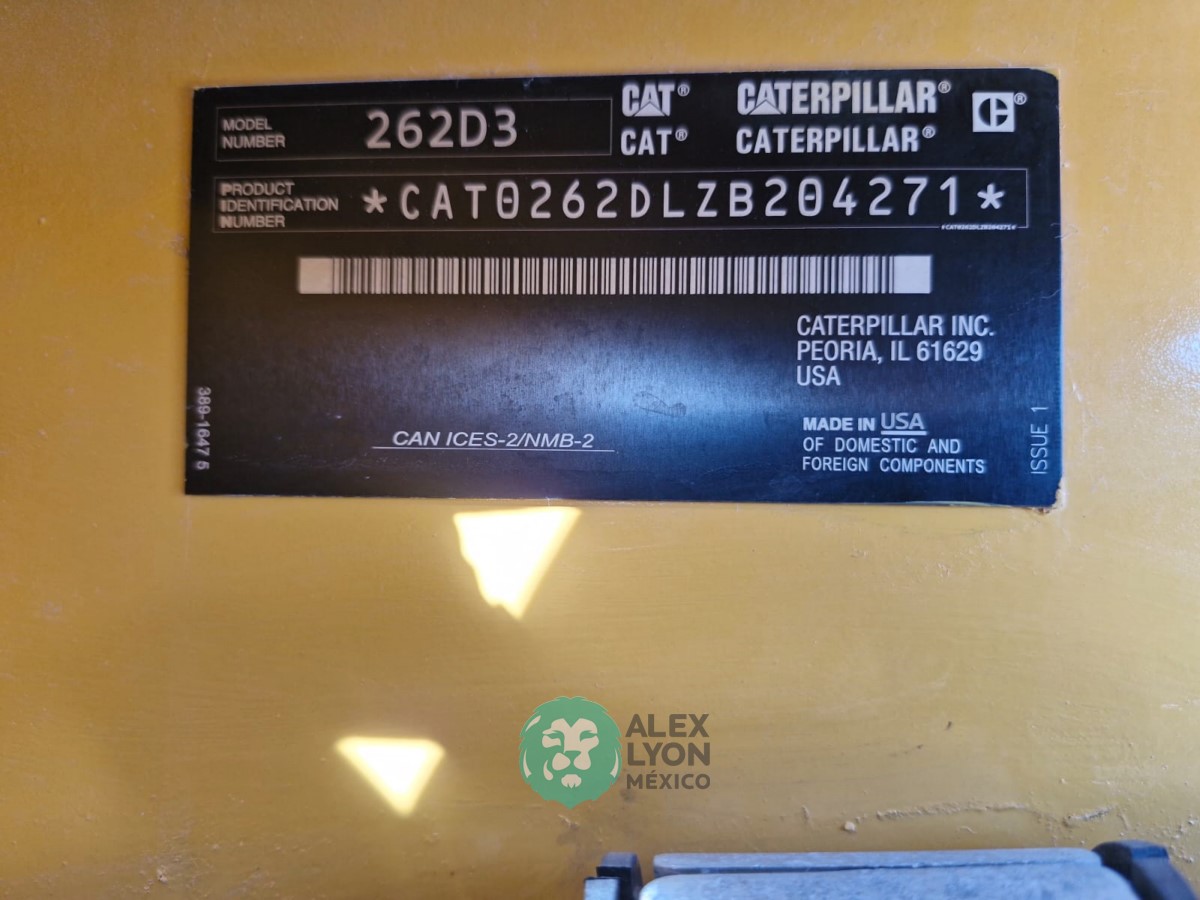 MODEL NUMBER 262D3
CAT® CATERPILLAR®
CAT® CATERPILLAR®
PRODUCT IDENTIFICATION NUMBER *CAT0262DLZB204271*
*CAT0262DLZB204271*
CATERPILLAR INC.
PEORIA, IL 61629
USA
CAN ICES-2/NMB-2
MADE IN USA
OF DOMESTIC AND
FOREIGN COMPONENTS
389-1647 5
ISSUE 1
ALEX
LYON
MÉXICO